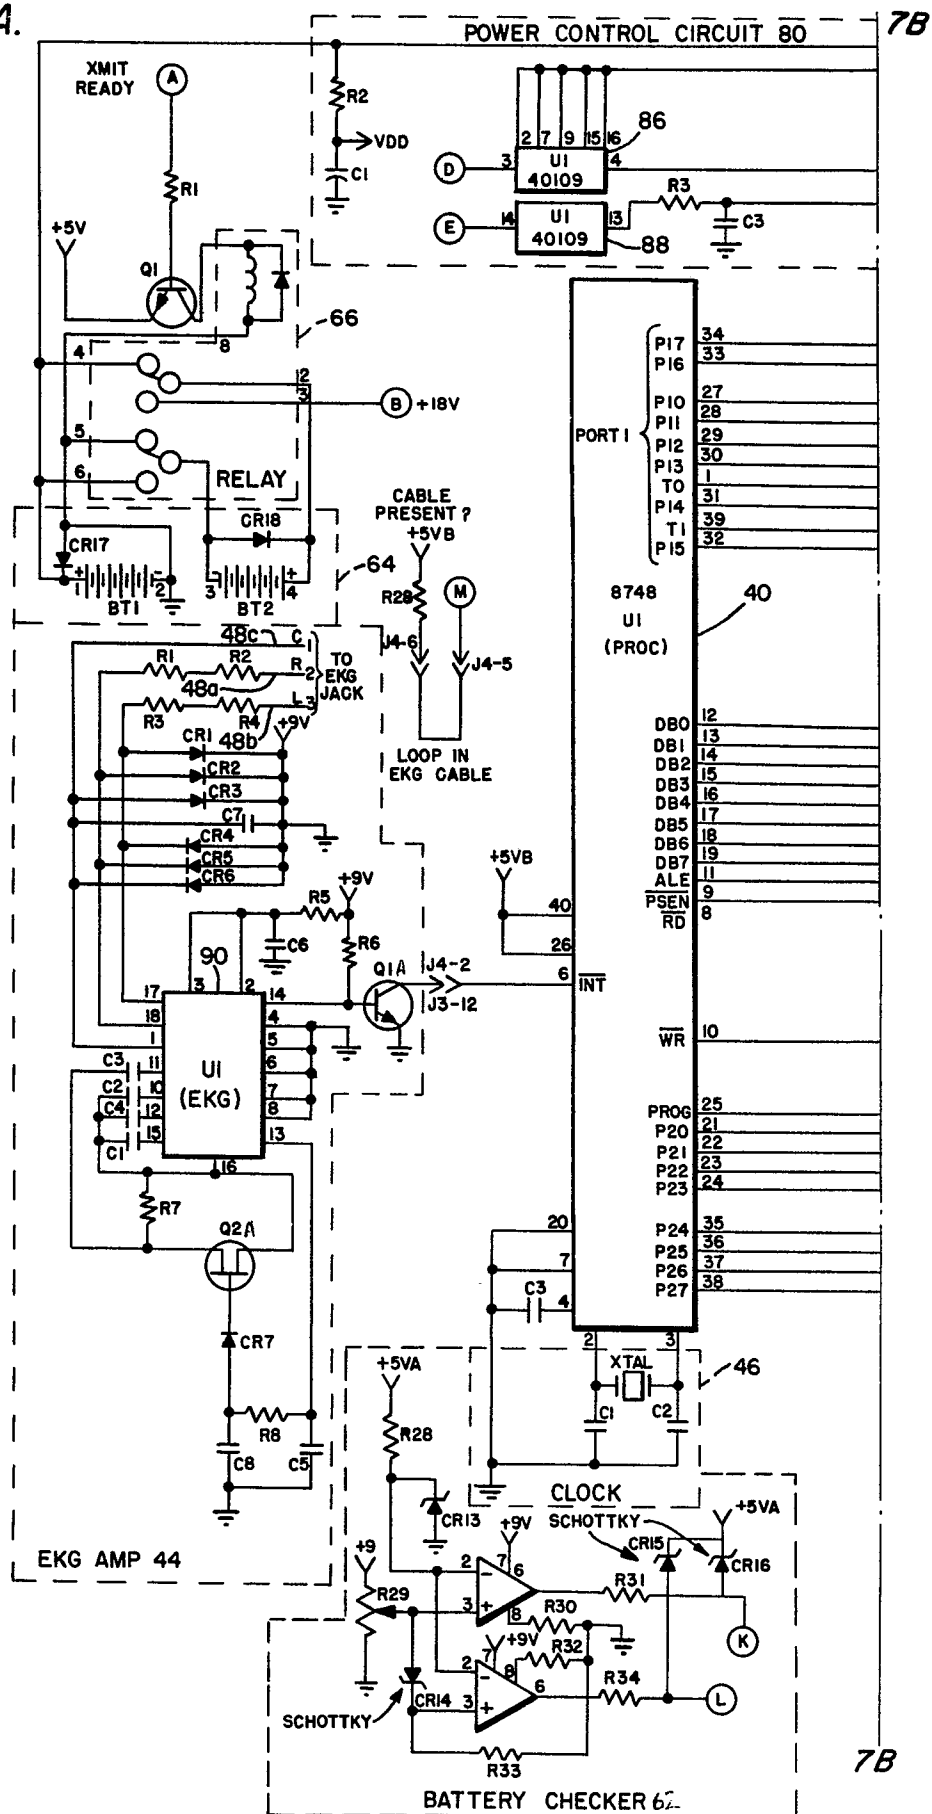 A.
7B
POWER CONTROL CIRCUIT 80
XMIT
READY
A
R2
VDD
C1
R1
2 7 9 15 16
86
D
3
U1
40109
4
E
14
U1
40109
13
88
R3
C3
+5V
Q1
8
66
4
2
3
B
+18V
5
6
RELAY
CR17
1
+
-
2
BT1
CR18
3
-
+
4
BT2
64
CABLE
PRESENT?
+5VB
R28
M
J4-6
J4-5
LOOP IN
EKG CABLE
48c
C
1
R1
R2
R
2
48a
R3
R4
L
3
48b
TO
EKG
JACK
+9V
CR1
CR2
CR3
C7
CR4
CR5
CR6
PORT 1
P17 34
P16 33
P10 27
P11 28
P12 29
P13 30
T0 1
P14 31
T1 39
P15 32
8748
U1
(PROC)
40
DB0 12
DB1 13
DB2 14
DB3 15
DB4 16
DB5 17
DB6 18
DB7 19
ALE 11
PSEN 9
RD 8
WR 10
PROG 25
P20 21
P21 22
P22 23
P23 24
P24 35
P25 36
P26 37
P27 38
+5VB
40
26
6
INT
20
7
C3
4
2
3
+9V
R5
C6
R6
90
Q1A
J4-2
J3-12
3
2
17
18
1
C3
11
C2
10
C4
12
C1
15
U1
(EKG)
14
4
5
6
7
8
13
16
R7
Q2A
CR7
R8
C8
C5
EKG AMP 44
XTAL
46
C1
C2
CLOCK
+5VA
R28
CR13
+9
R29
+9V
2
-
3
+
7
6
8
R30
R31
SCHOTTKY
CR15
CR16
+5VA
K
+9V
7
2
-
3
+
8
6
R32
R34
L
CR14
SCHOTTKY
R33
BATTERY CHECKER 62
7B